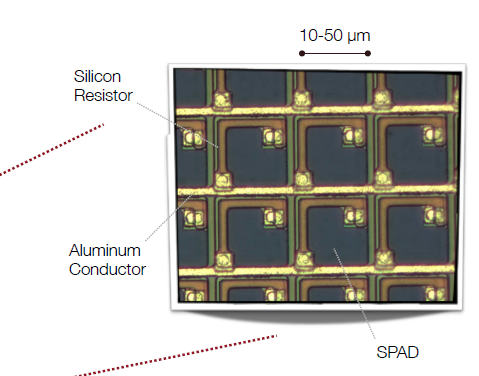 10-50 µm
Silicon
Resistor
Aluminum
Conductor
SPAD